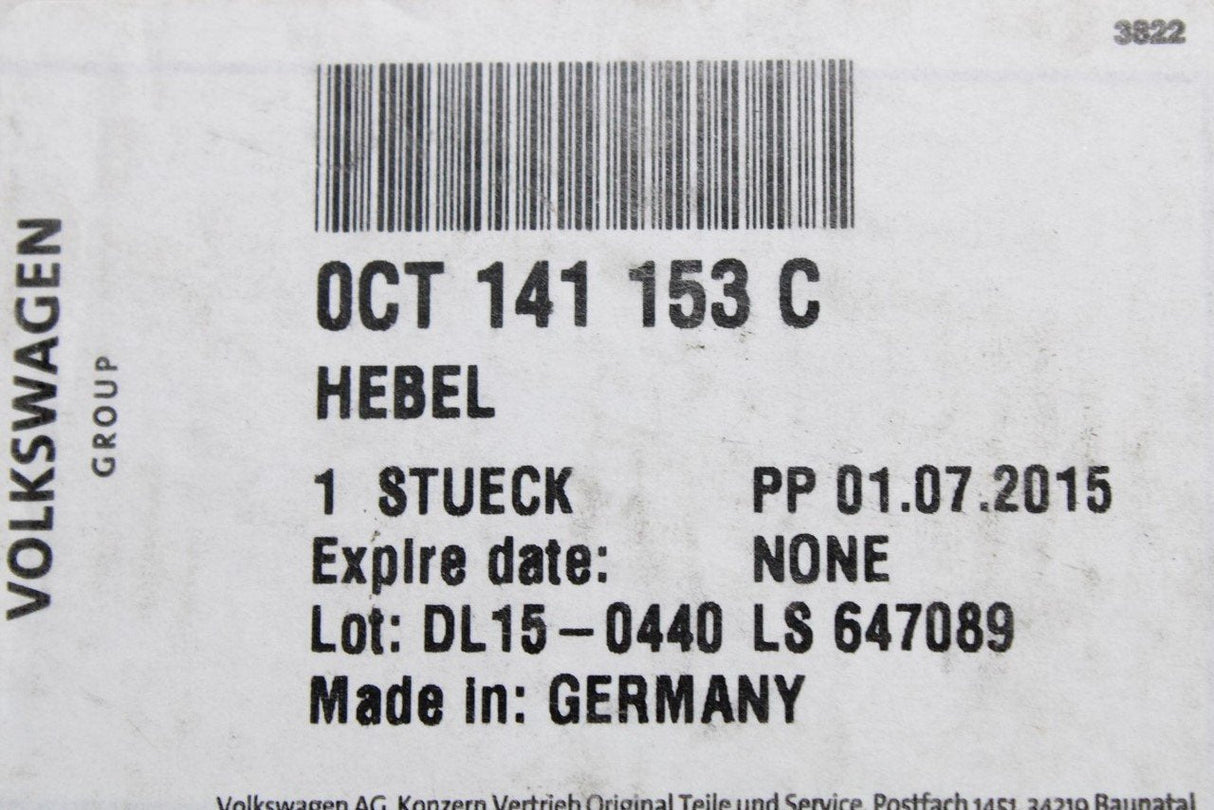 3822
VOLKSWAGEN
GROUP
0CT 141 153 C
HEBEL
1 STUECK PP 01.07.2015
Expire date: NONE
Lot: DL15-0440 LS 647089
Made in: GERMANY
Volkswagen AG, Konzern Vertrieb Original Teile und Service, Postfach 1451, 34219 Baunatal